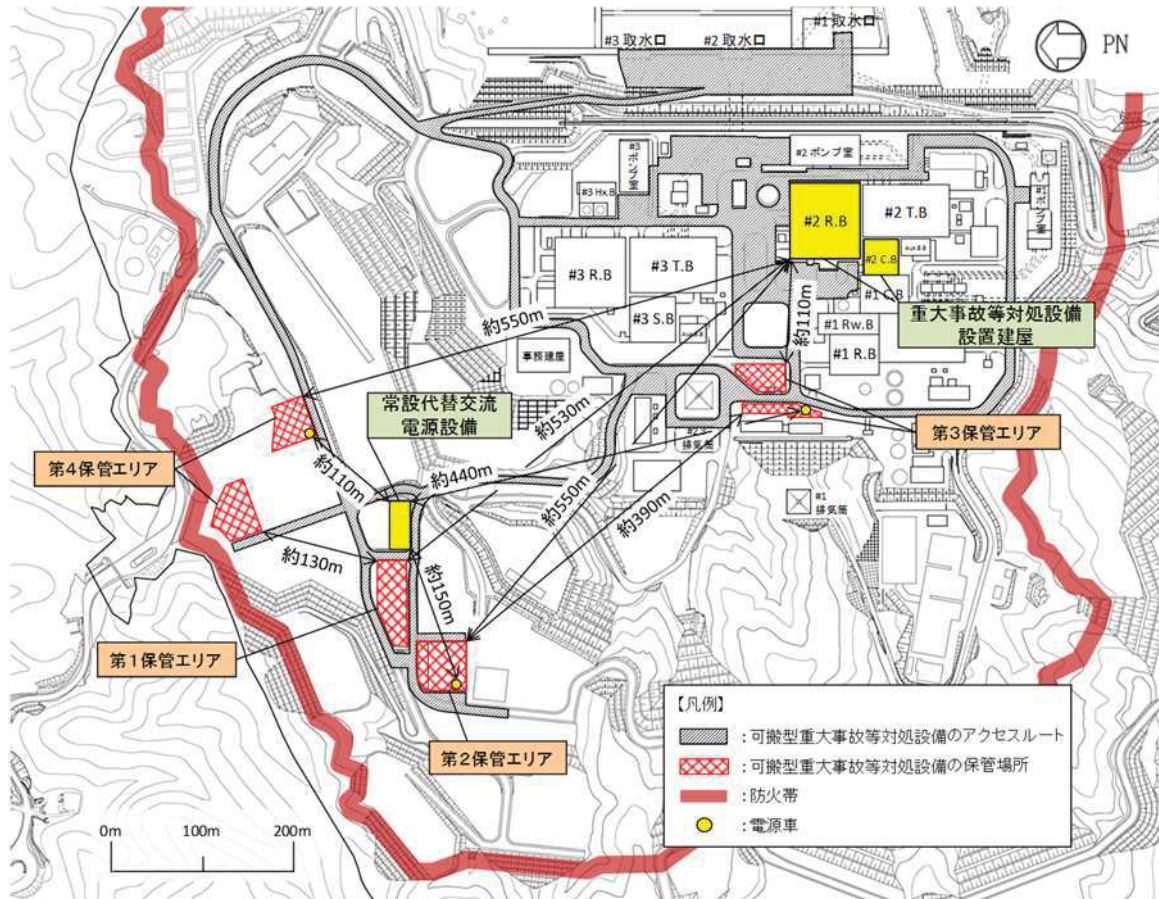 #1 取水口
#3 取水口
#2 取水口
PN
#3 ポンプ室
#2 ポンプ室
#1 ポンプ室
#3 Hx.B
#2 R.B
#2 T.B
#2 C.B
#3 R.B
#3 T.B
#1 C.B
#3 S.B
#1 Rw.B
#1 R.B
重大事故等対処設備
設置建屋
約550m
約110m
事務建屋
常設代替交流
電源設備
約530m
第3保管エリア
第4保管エリア
約110m
約440m
排気筒
約550m
約390m
#1
排気筒
約130m
約150m
第1保管エリア
第2保管エリア
【凡例】
:可搬型重大事故等対処設備のアクセスルート
:可搬型重大事故等対処設備の保管場所
:防火帯
:電源車
0m
100m
200m